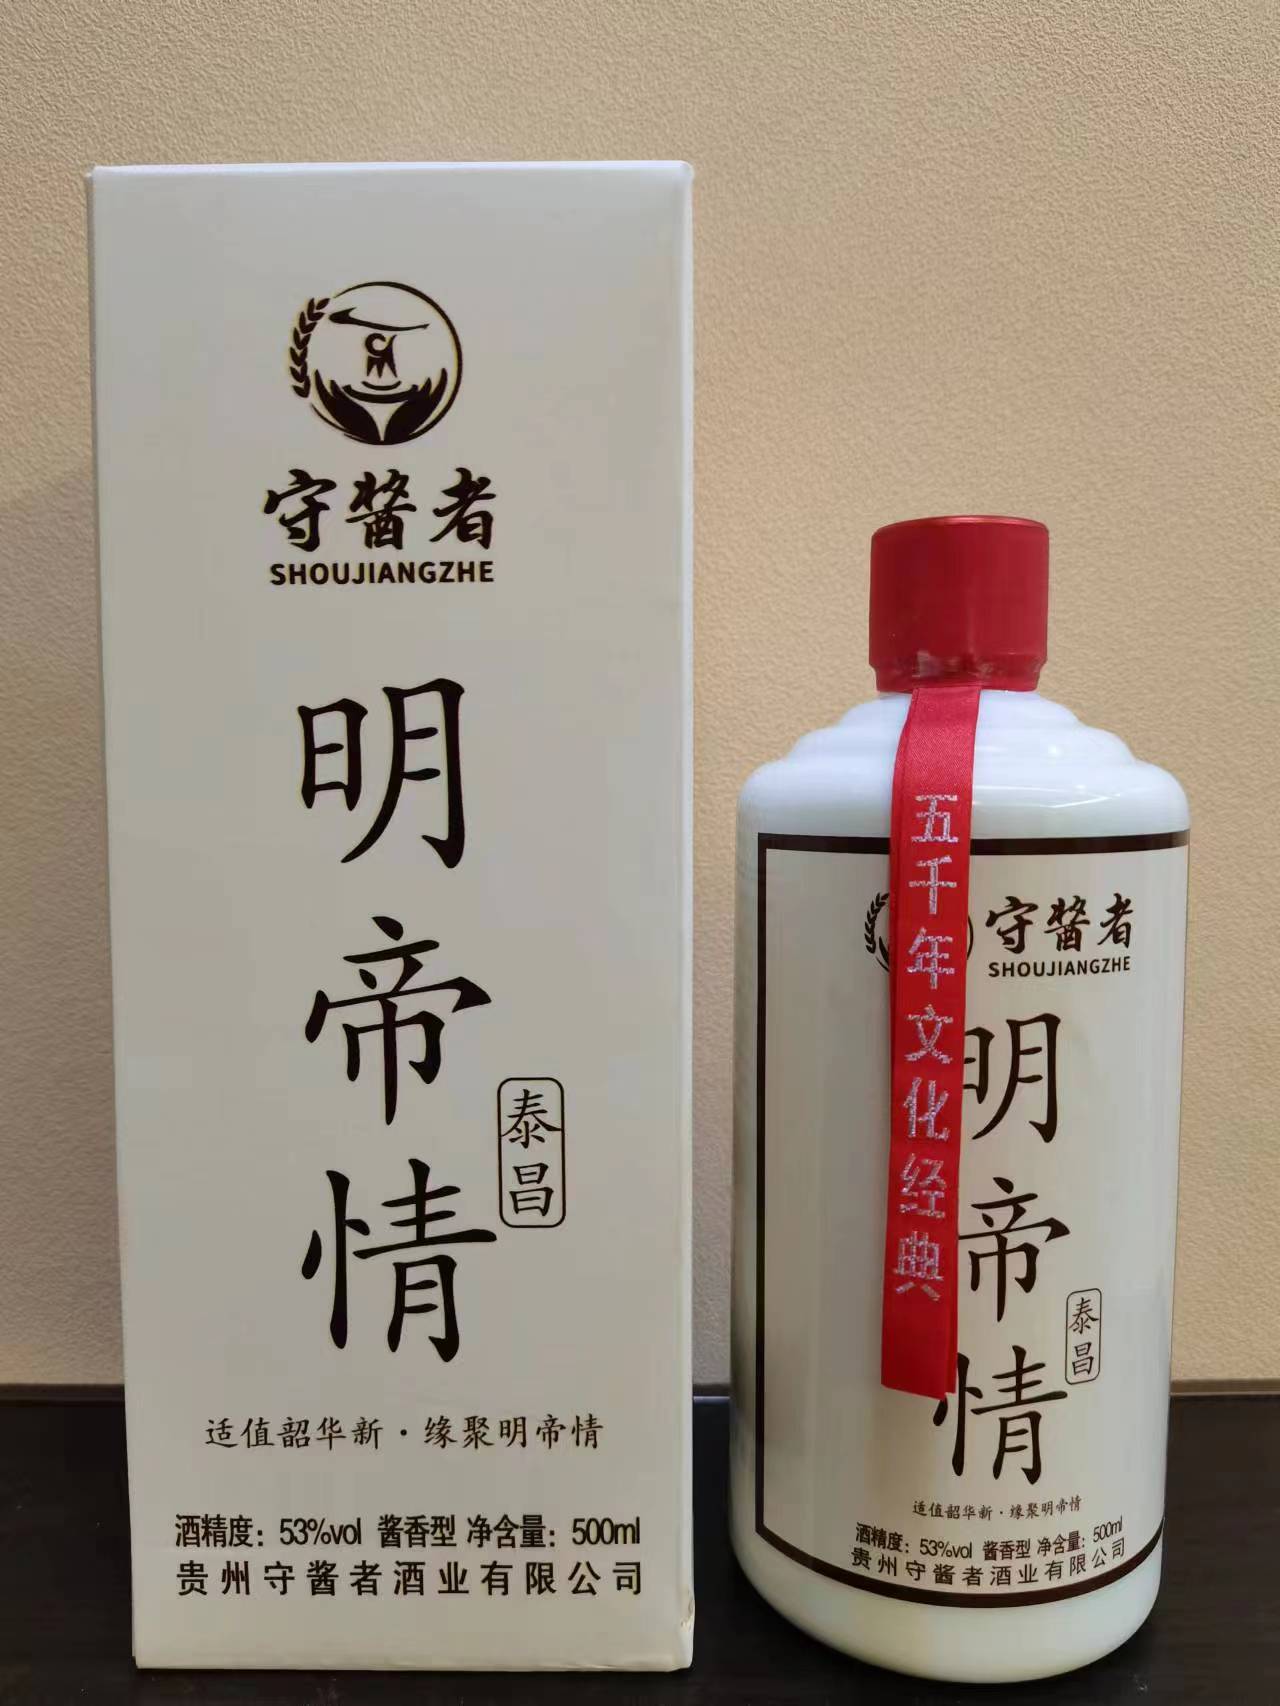 守酱者
SHOUJIANGZHE
明帝情
泰昌
适值韶华新·缘聚明帝情
酒精度：53%vol 酱香型 净含量：500ml
贵州守酱者酒业有限公司
五千年文化经典
守酱者
SHOUJIANGZHE
明帝情
泰昌
适值韶华新·缘聚明帝情
酒精度：53%vol 酱香型 净含量：500ml
贵州守酱者酒业有限公司